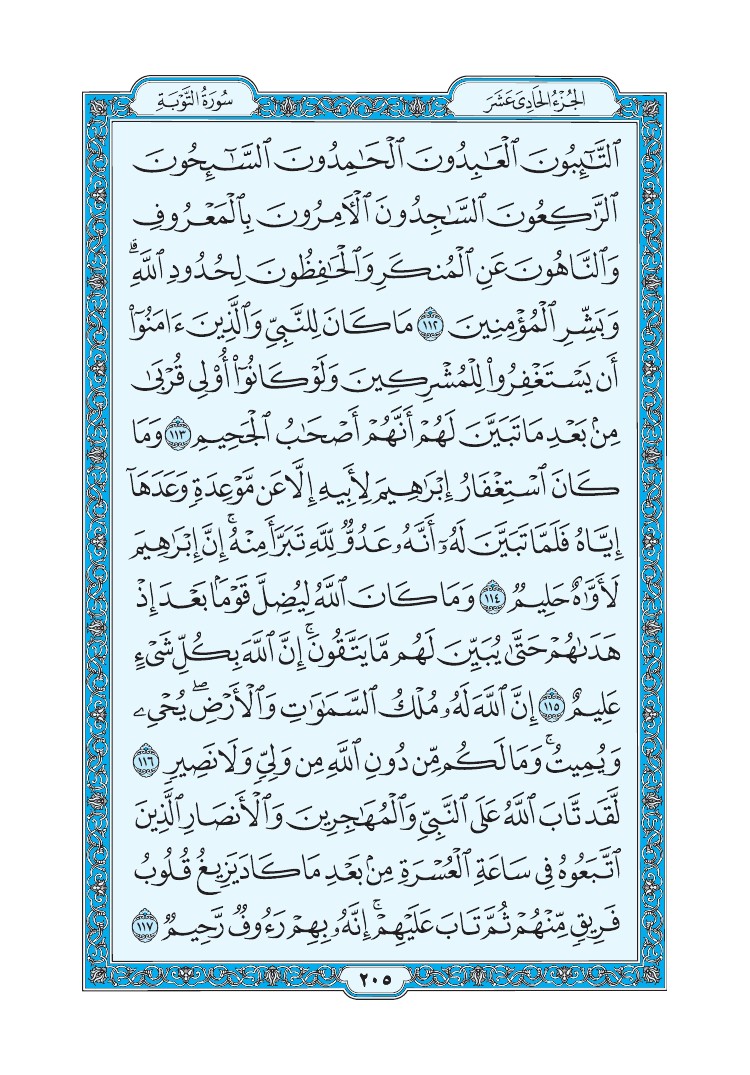 الجُزْءُ الحَادِى عَشَرَ
سُورَةُ التَّوْبَةِ
ٱلتَّـٰٓئِبُونَ ٱلْعَـٰبِدُونَ ٱلْحَـٰمِدُونَ ٱلسَّـٰٓئِحُونَ
ٱلرَّٰكِعُونَ ٱلسَّـٰجِدُونَ ٱلْـَٔامِرُونَ بِٱلْمَعْرُوفِ
وَٱلنَّاهُونَ عَنِ ٱلْمُنكَرِ وَٱلْحَـٰفِظُونَ لِحُدُودِ ٱللَّهِ ۗ
وَبَشِّرِ ٱلْمُؤْمِنِينَ ١١٢ مَا كَانَ لِلنَّبِىِّ وَٱلَّذِينَ ءَامَنُوٓا۟
أَن يَسْتَغْفِرُوا۟ لِلْمُشْرِكِينَ وَلَوْ كَانُوٓا۟ أُو۟لِى قُرْبَىٰ
مِنۢ بَعْدِ مَا تَبَيَّنَ لَهُمْ أَنَّهُمْ أَصْحَـٰبُ ٱلْجَحِيمِ ١١٣ وَمَا
كَانَ ٱسْتِغْفَارُ إِبْرَٰهِيمَ لِأَبِيهِ إِلَّا عَن مَّوْعِدَةٍ وَعَدَهَآ
إِيَّاهُ فَلَمَّا تَبَيَّنَ لَهُۥٓ أَنَّهُۥ عَدُوٌّ لِّلَّهِ تَبَرَّأَ مِنْهُ ۚ إِنَّ إِبْرَٰهِيمَ
لَأَوَّٰهٌ حَلِيمٌ ١١٤ وَمَا كَانَ ٱللَّهُ لِيُضِلَّ قَوْمًۢا بَعْدَ إِذْ
هَدَىٰهُمْ حَتَّىٰ يُبَيِّنَ لَهُم مَّا يَتَّقُونَ ۚ إِنَّ ٱللَّهَ بِكُلِّ شَىْءٍ
عَلِيمٌ ١١٥ إِنَّ ٱللَّهَ لَهُۥ مُلْكُ ٱلسَّمَـٰوَٰتِ وَٱلْأَرْضِ ۖ يُحْىِۦ
وَيُمِيتُ ۚ وَمَا لَكُم مِّن دُونِ ٱللَّهِ مِن وَلِىٍّ وَلَا نَصِيرٍ ١١٦
لَّقَد تَّابَ ٱللَّهُ عَلَى ٱلنَّبِىِّ وَٱلْمُهَـٰجِرِينَ وَٱلْأَنصَارِ ٱلَّذِينَ
ٱتَّبَعُوهُ فِى سَاعَةِ ٱلْعُسْرَةِ مِنۢ بَعْدِ مَا كَادَ يَزِيغُ قُلُوبُ
فَرِيقٍ مِّنْهُمْ ثُمَّ تَابَ عَلَيْهِمْ ۚ إِنَّهُۥ بِهِمْ رَءُوفٌ رَّحِيمٌ ١١٧
٢٠٥